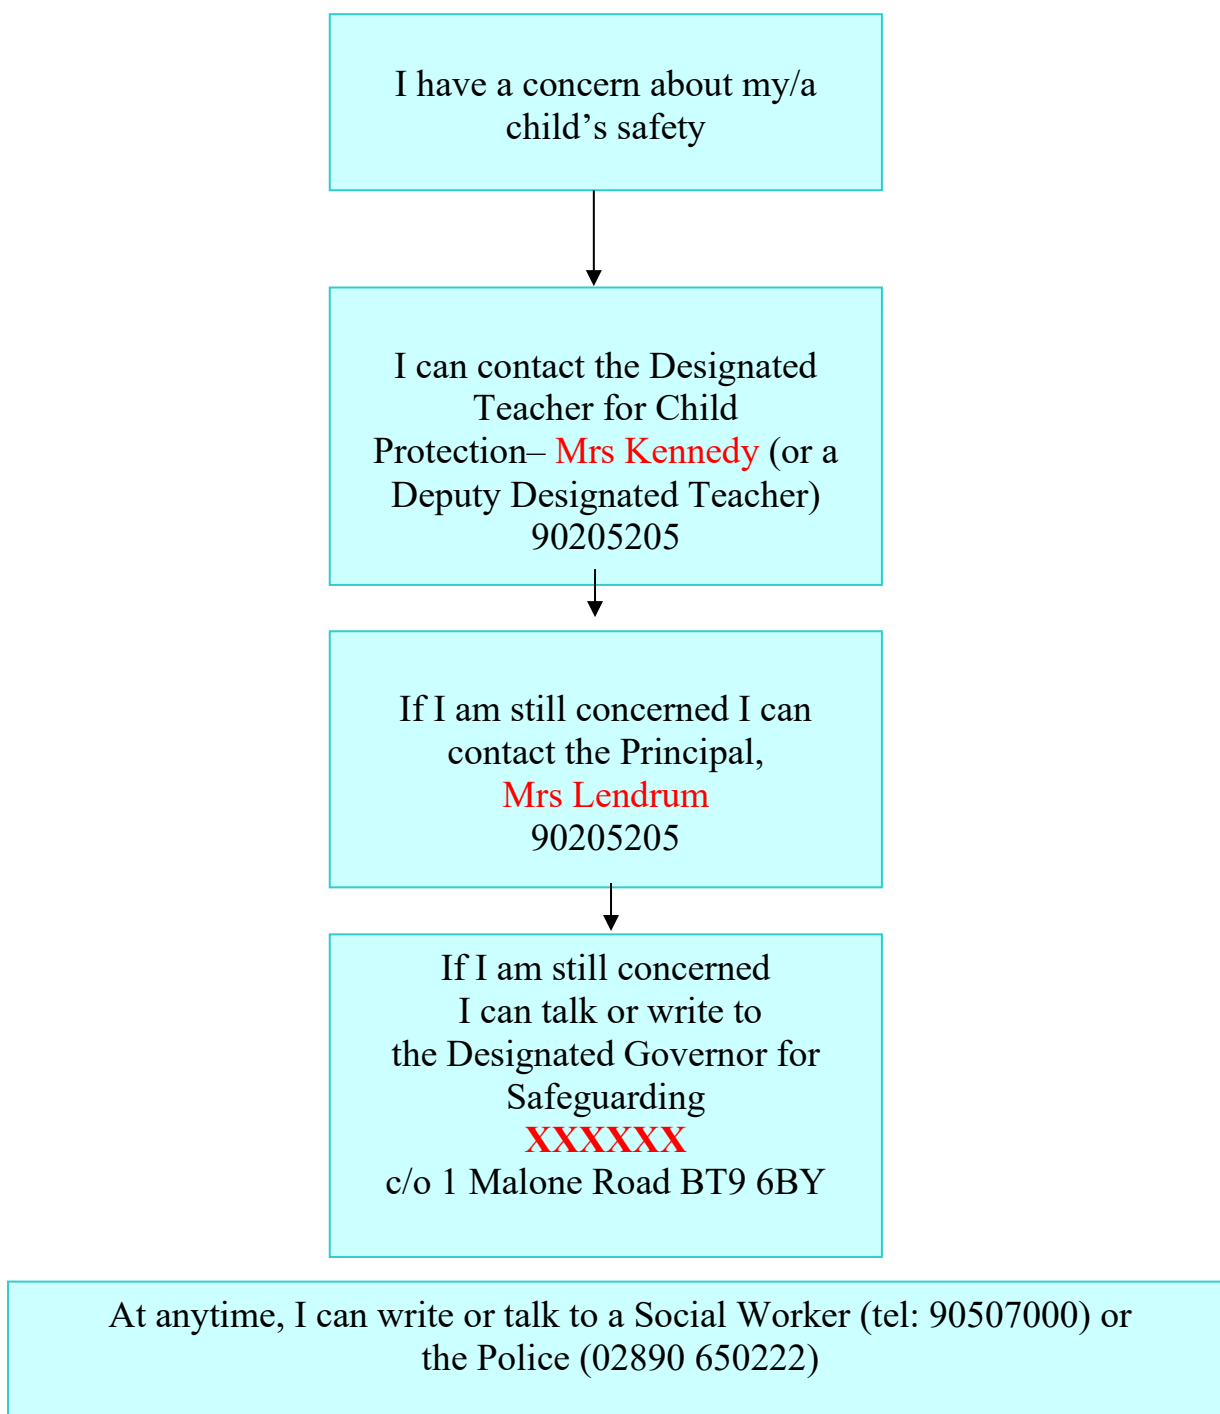 I have a concern about my/a
child’s safety
I can contact the Designated
Teacher for Child
Protection– Mrs Kennedy (or a
Deputy Designated Teacher)
90205205
If I am still concerned I can
contact the Principal,
Mrs Lendrum
90205205
If I am still concerned
I can talk or write to
the Designated Governor for
Safeguarding
XXXXXX
c/o 1 Malone Road BT9 6BY
At anytime, I can write or talk to a Social Worker (tel: 90507000) or
the Police (02890 650222)